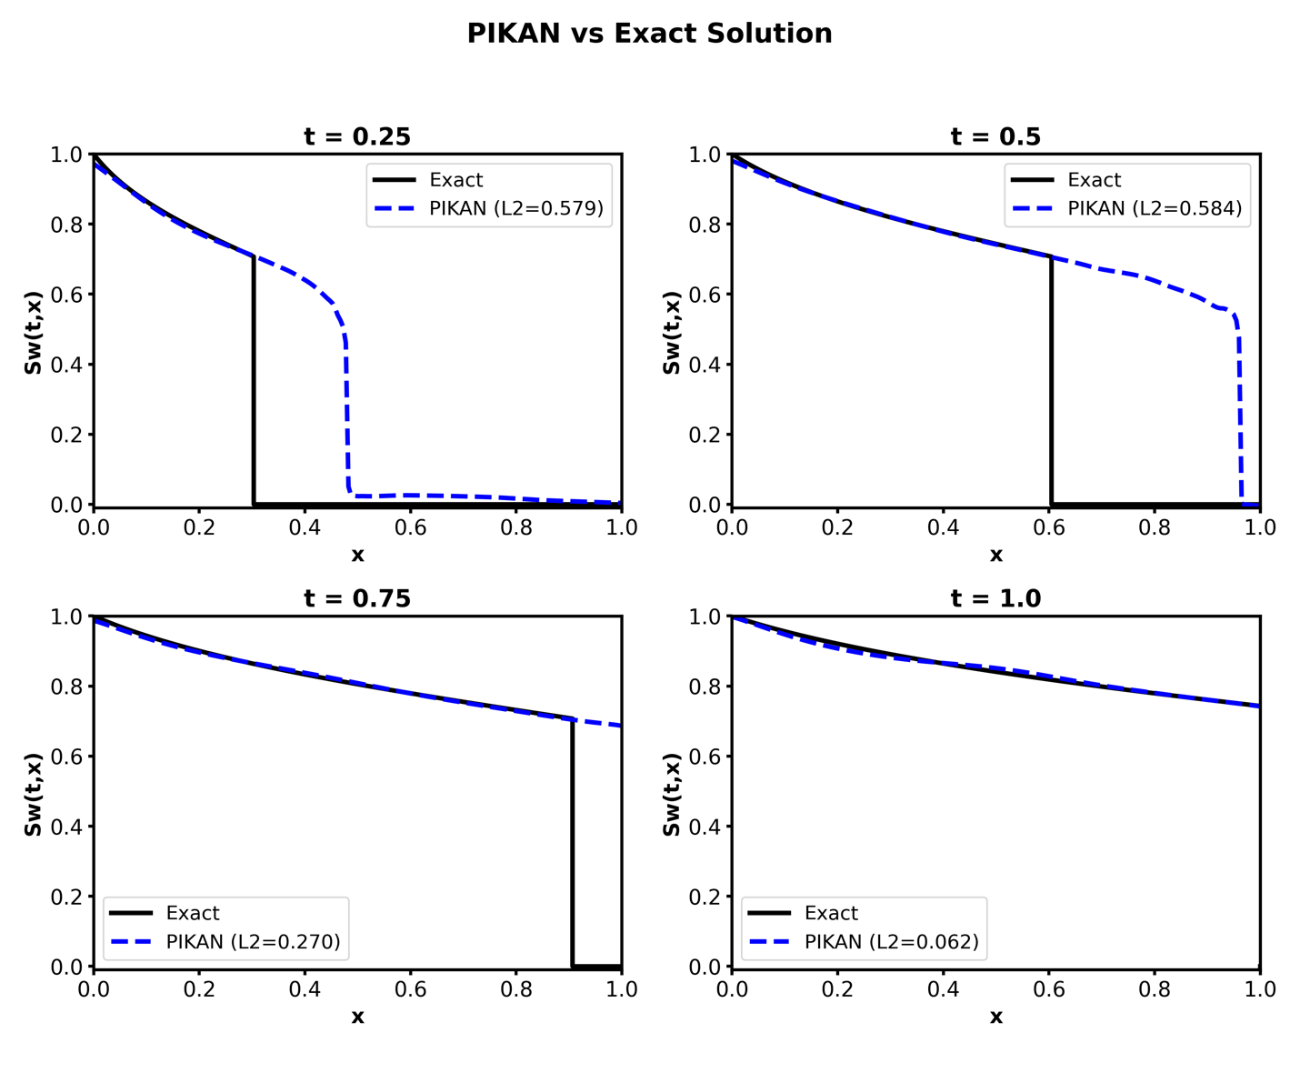 PIKAN vs Exact Solution
t = 0.25
1.0
0.8
0.6
0.4
0.2
0.0
Sw(t,x)
Exact
PIKAN (L2=0.579)
0.0 0.2 0.4 0.6 0.8 1.0
x
t = 0.5
1.0
0.8
0.6
0.4
0.2
0.0
Sw(t,x)
Exact
PIKAN (L2=0.584)
0.0 0.2 0.4 0.6 0.8 1.0
x
t = 0.75
1.0
0.8
0.6
0.4
0.2
0.0
Sw(t,x)
Exact
PIKAN (L2=0.270)
0.0 0.2 0.4 0.6 0.8 1.0
x
t = 1.0
1.0
0.8
0.6
0.4
0.2
0.0
Sw(t,x)
Exact
PIKAN (L2=0.062)
0.0 0.2 0.4 0.6 0.8 1.0
x